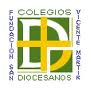 COLEGIOS
FUNDACIÓN SAN
VICENTE MÁRTIR
DIOCESANOS